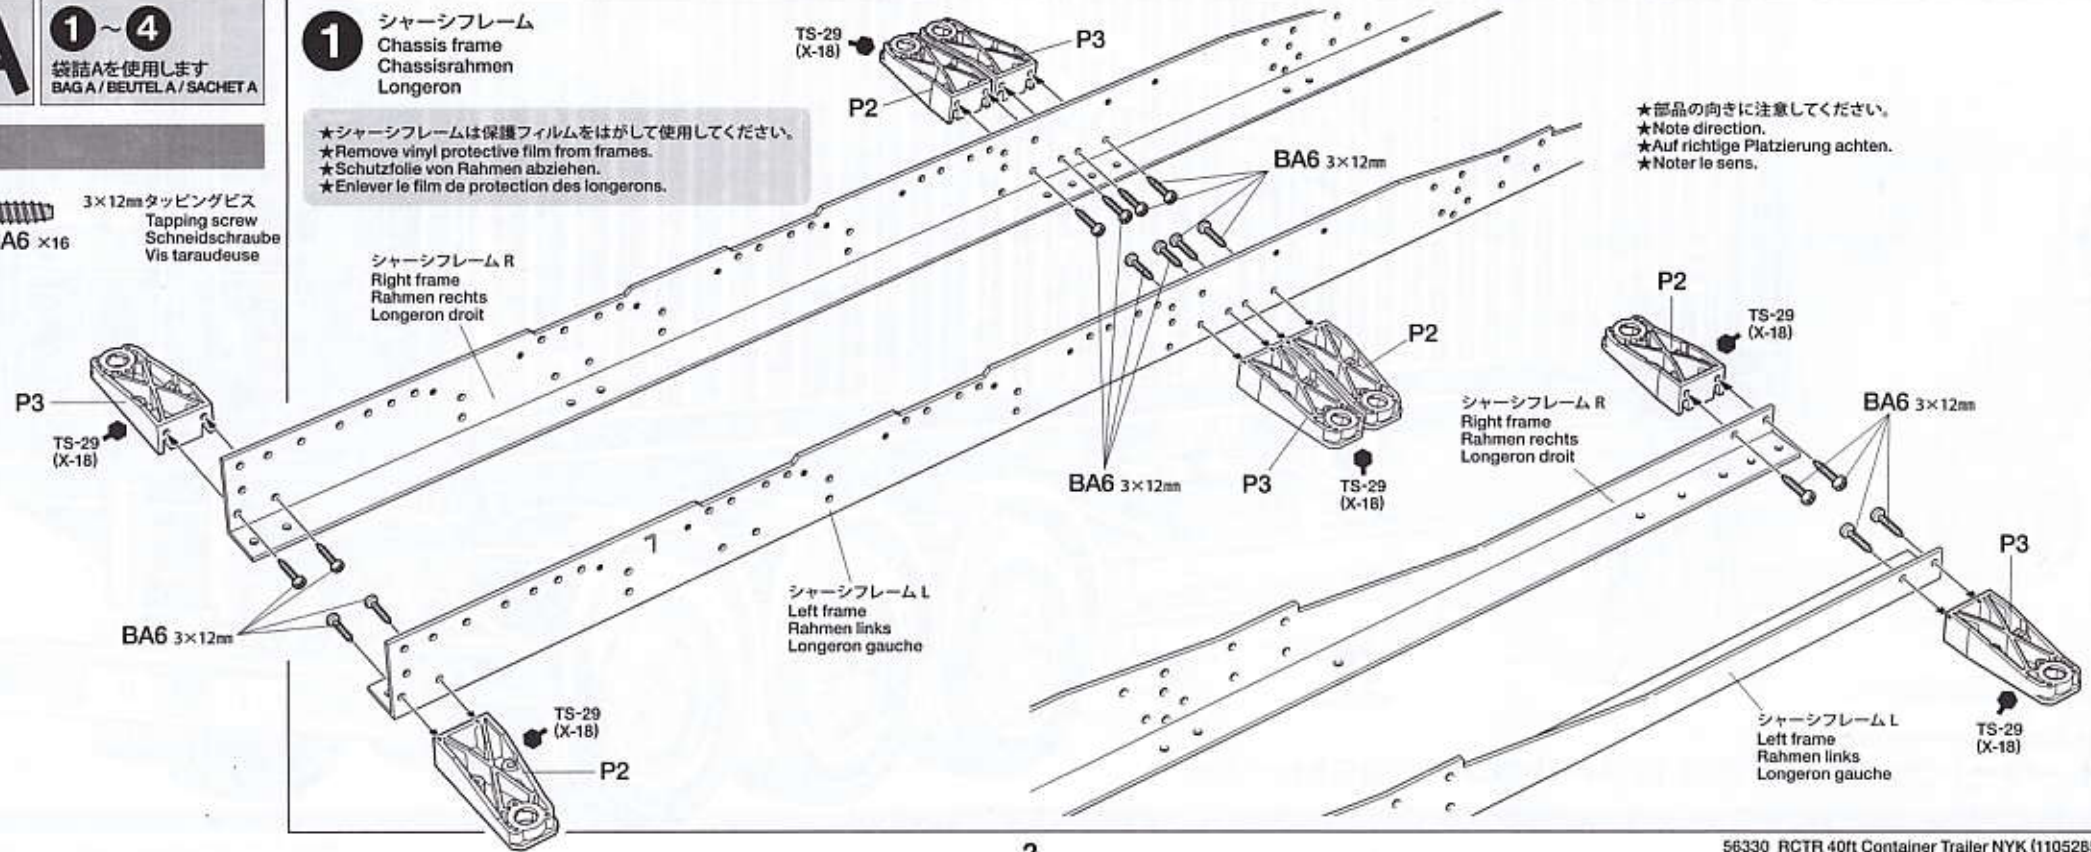 A
1～4
袋詰Aを使用します
BAG A / BEUTEL A / SACHET A
3×12㎜タッピングビス
Tapping screw
Schneidschraube
Vis taraudeuse
A6 ×16
1
シャーシフレーム
Chassis frame
Chassisrahmen
Longeron
★シャーシフレームは保護フィルムをはがして使用してください。
★Remove vinyl protective film from frames.
★Schutzfolie von Rahmen abziehen.
★Enlever le film de protection des longerons.
TS-29
(X-18)
P3
P2
★部品の向きに注意してください。
★Note direction.
★Auf richtige Platzierung achten.
★Noter le sens.
BA6 3×12㎜
シャーシフレーム R
Right frame
Rahmen rechts
Longeron droit
P3
TS-29
(X-18)
BA6 3×12㎜
TS-29
(X-18)
P2
シャーシフレーム L
Left frame
Rahmen links
Longeron gauche
BA6 3×12㎜
P2
P3
TS-29
(X-18)
P2
TS-29
(X-18)
シャーシフレーム R
Right frame
Rahmen rechts
Longeron droit
BA6 3×12㎜
P3
TS-29
(X-18)
シャーシフレーム L
Left frame
Rahmen links
Longeron gauche
56330 RCTR 40ft Container Trailer NYK (110528